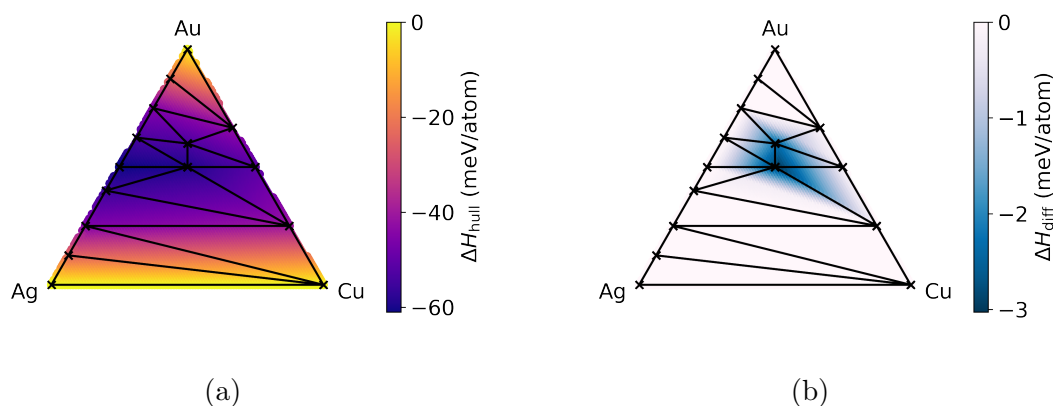 Au
Ag
Cu
0
−20
−40
−60
ΔH_hull (meV/atom)
(a)
Au
Ag
Cu
0
−1
−2
−3
ΔH_diff (meV/atom)
(b)